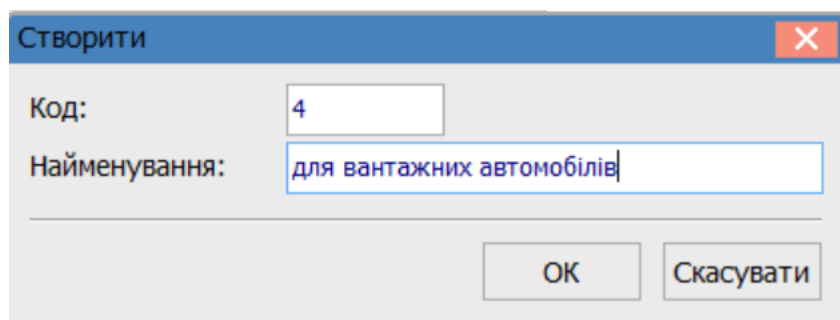 Створити
Код: 4
Найменування: для вантажних автомобілів
ОК Скасувати